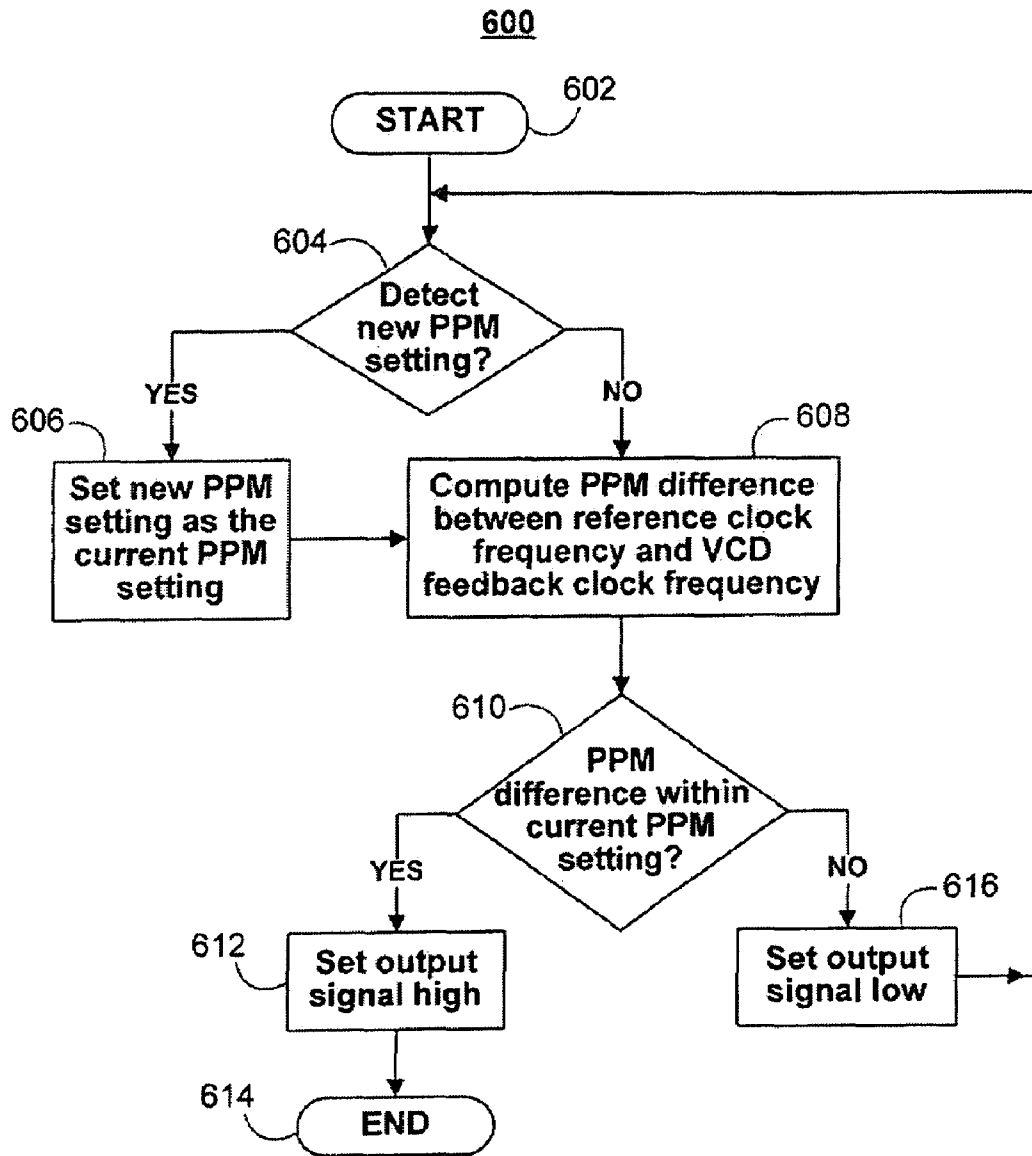 600
START
602
604
Detect
new PPM
setting?
YES
NO
606
608
Set new PPM
setting as the
current PPM
setting
Compute PPM difference
between reference clock
frequency and VCD
feedback clock frequency
610
PPM
difference within
current PPM
setting?
YES
NO
612
616
Set output
signal high
Set output
signal low
614
END